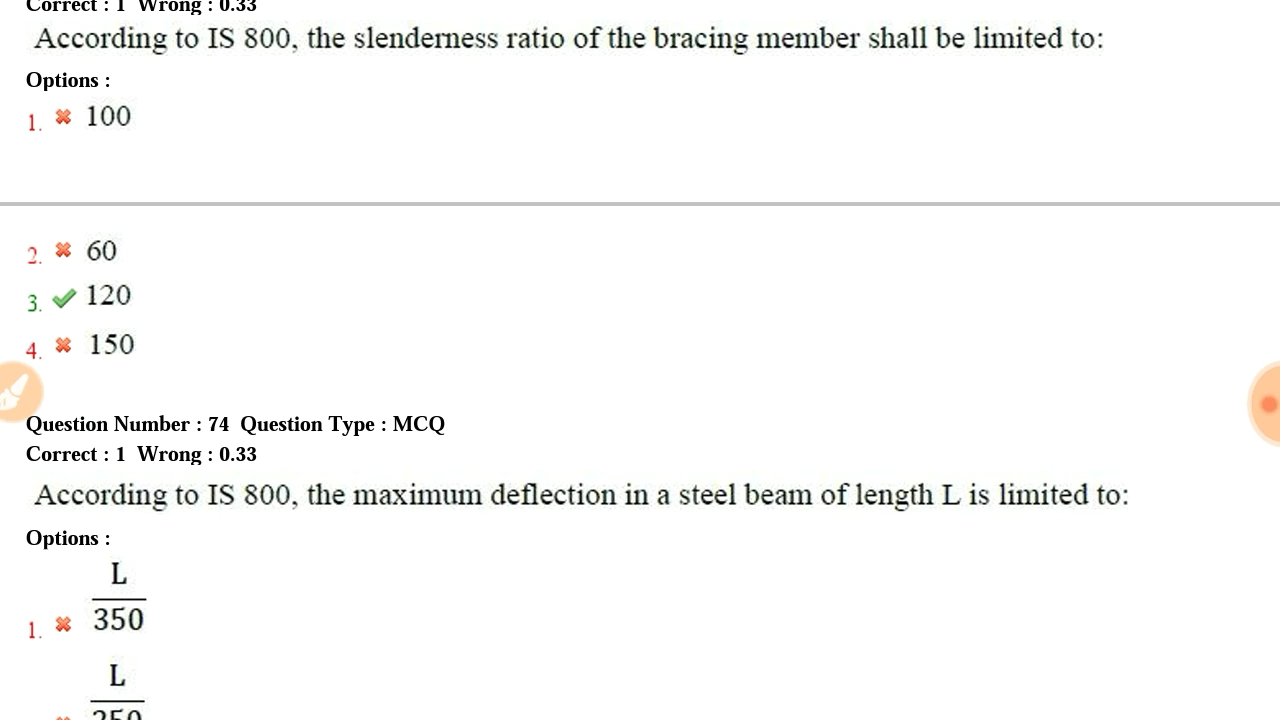 Correct : 1 Wrong : 0.33
According to IS 800, the slenderness ratio of the bracing member shall be limited to:
Options :
1. 100
2. 60
3. 120
4. 150
Question Number : 74 Question Type : MCQ
Correct : 1 Wrong : 0.33
According to IS 800, the maximum deflection in a steel beam of length L is limited to:
Options :
L
1. 350
L
250